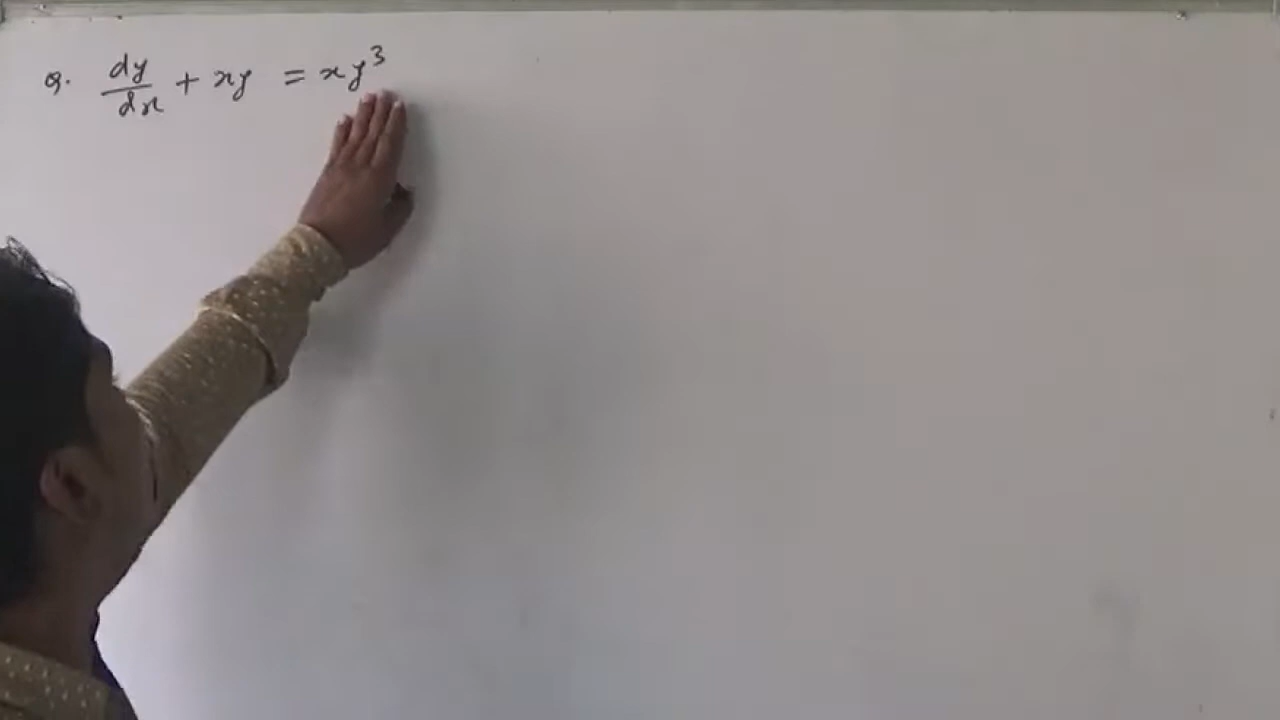 Q. dy/dx + xy = xy³